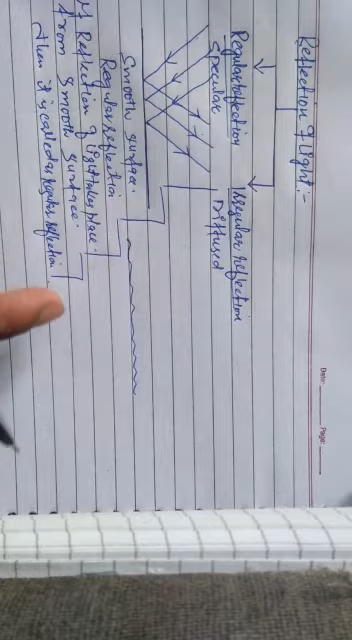 Date: Page:
Reflection of Light:-
Regular reflection Irregular reflection
Specular Diffused
Smooth surface.
Regular reflection
If Reflection of light takes place
from smooth surface.
then it is called as regular reflection